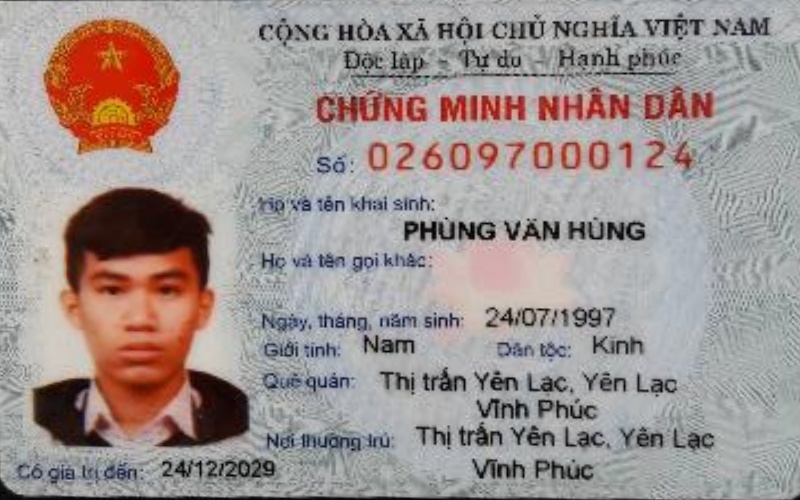 CỘNG HÒA XÃ HỘI CHỦ NGHĨA VIỆT NAM
Độc lập - Tự do - Hạnh phúc
CHỨNG MINH NHÂN DÂN
Số: 026097000124
Họ và tên khai sinh:
PHÙNG VĂN HÙNG
Họ và tên gọi khác:
Ngày, tháng, năm sinh: 24/07/1997
Giới tính: Nam Dân tộc: Kinh
Quê quán: Thị trấn Yên Lạc, Yên Lạc
Vĩnh Phúc
Nơi thường trú: Thị trấn Yên Lạc, Yên Lạc
Vĩnh Phúc
Có giá trị đến: 24/12/2029